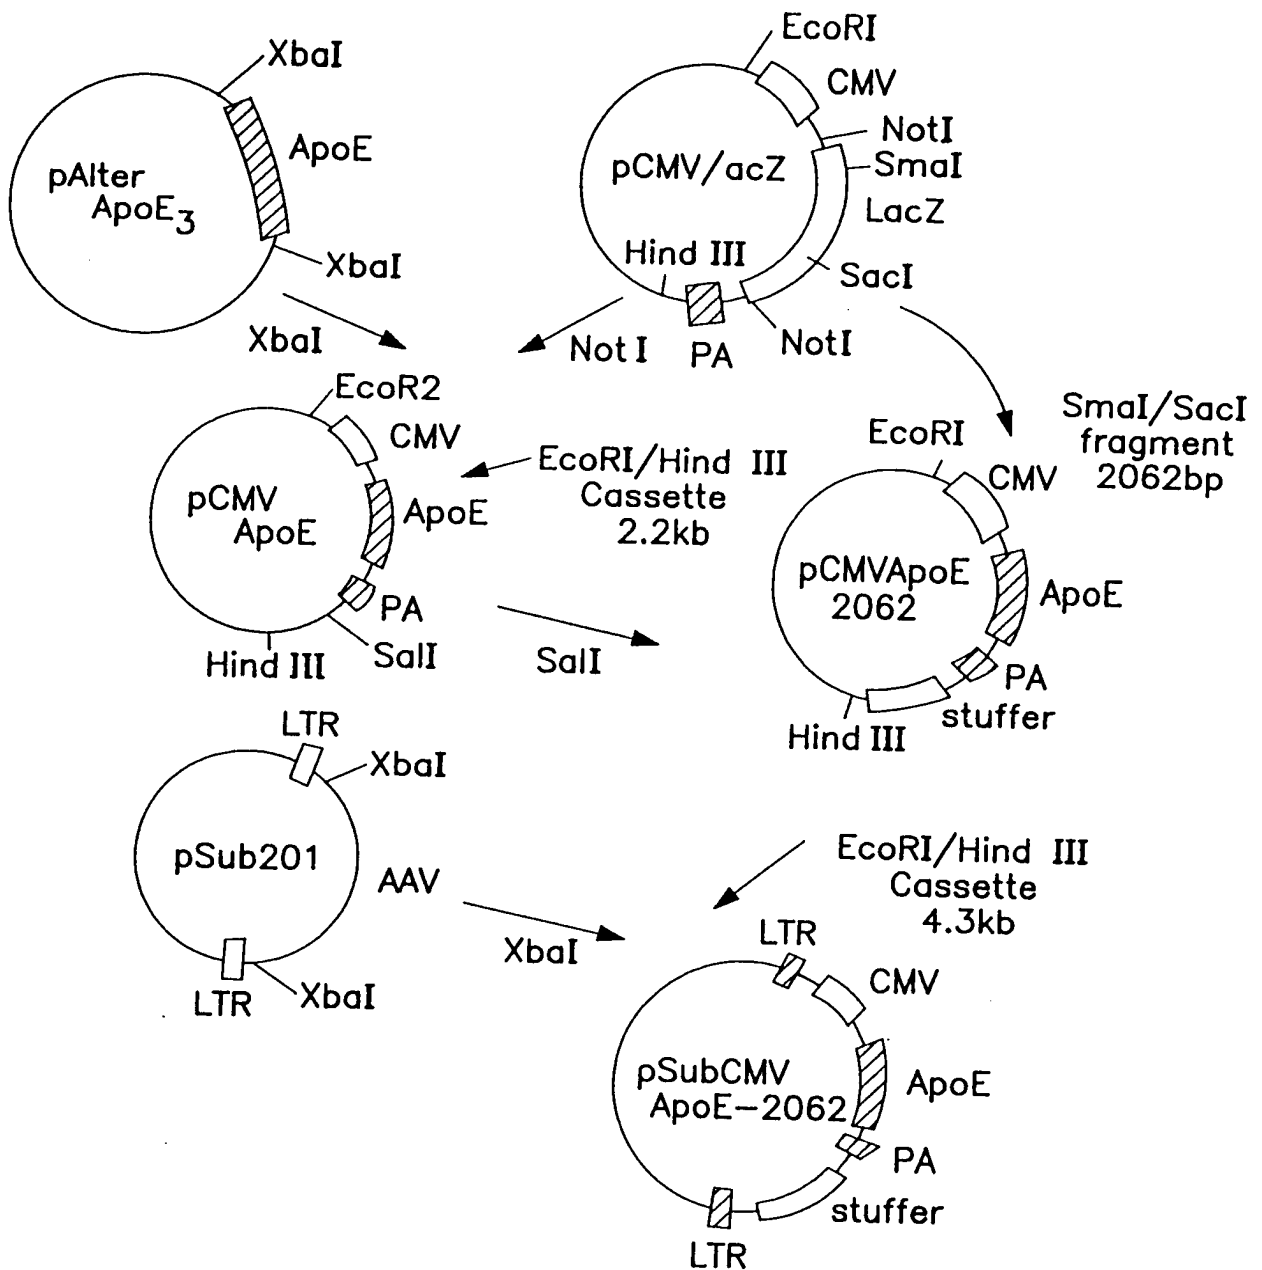 XbaI
ApoE
pAlter
ApoE3
XbaI
XbaI
EcoRI
CMV
NotI
SmaI
LacZ
pCMV/acZ
Hind III
SacI
NotI
PA
Not I
EcoR2
CMV
pCMV
ApoE
ApoE
PA
SalI
Hind III
EcoRI/Hind III
Cassette
2.2kb
SalI
SmaI/SacI
fragment
2062bp
EcoRI
CMV
pCMVApoE
2062
ApoE
PA
stuffer
Hind III
LTR
XbaI
pSub201
AAV
LTR
XbaI
XbaI
EcoRI/Hind III
Cassette
4.3kb
LTR
CMV
pSubCMV
ApoE-2062
ApoE
PA
stuffer
LTR